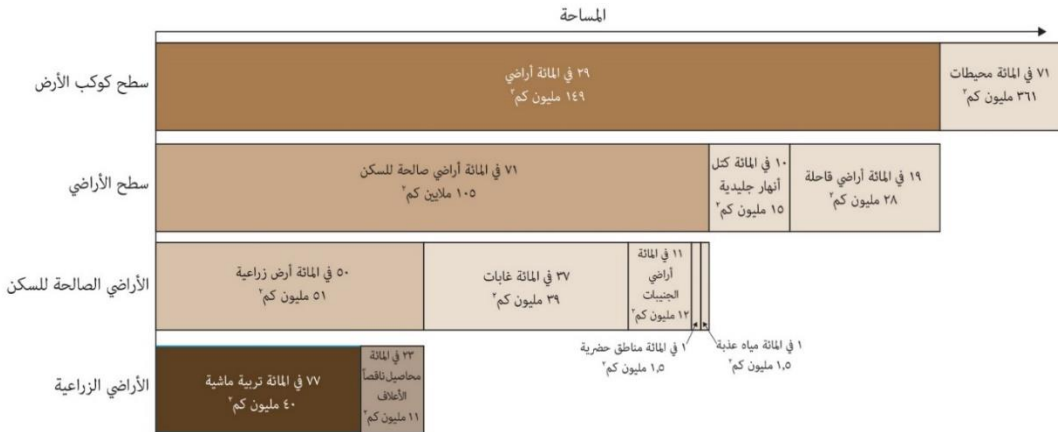 المساحة
سطح كوكب الأرض
٢٩ في المائة أراضي
١٤٩ مليون كم٢
٧١ في المائة محيطات
٣٦١ مليون كم٢
سطح الأراضي
٧١ في المائة أراضي صالحة للسكن
١٠٥ ملايين كم٢
١٠ في المائة كتل
أنهار جليدية
١٥ مليون كم٢
١٩ في المائة أراضي قاحلة
٢٨ مليون كم٢
الأراضي الصالحة للسكن
٥٠ في المائة أرض زراعية
٥١ مليون كم٢
٣٧ في المائة غابات
٣٩ مليون كم٢
١١ في المائة
أراضي
الجنيبات
١٢ مليون كم٢
١ في المائة مناطق حضرية
١,٥ مليون كم٢
١ في المائة مياه عذبة
١,٥ مليون كم٢
الأراضي الزراعية
٧٧ في المائة تربية ماشية
٤٠ مليون كم٢
٢٣ في المائة
محاصيل ناقصاً
الأعلاف
١١ مليون كم٢